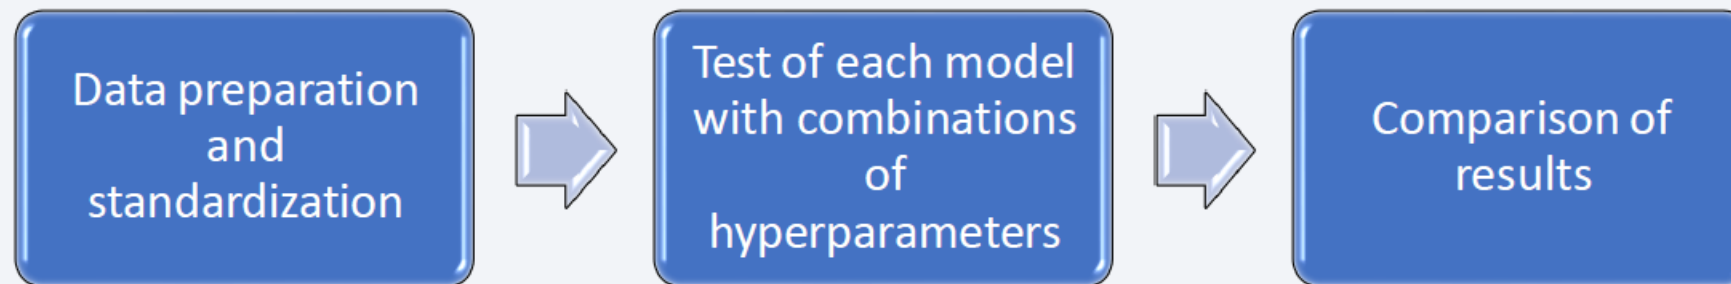 Data preparation
and
standardization
Test of each model
with combinations
of
hyperparameters
Comparison of
results